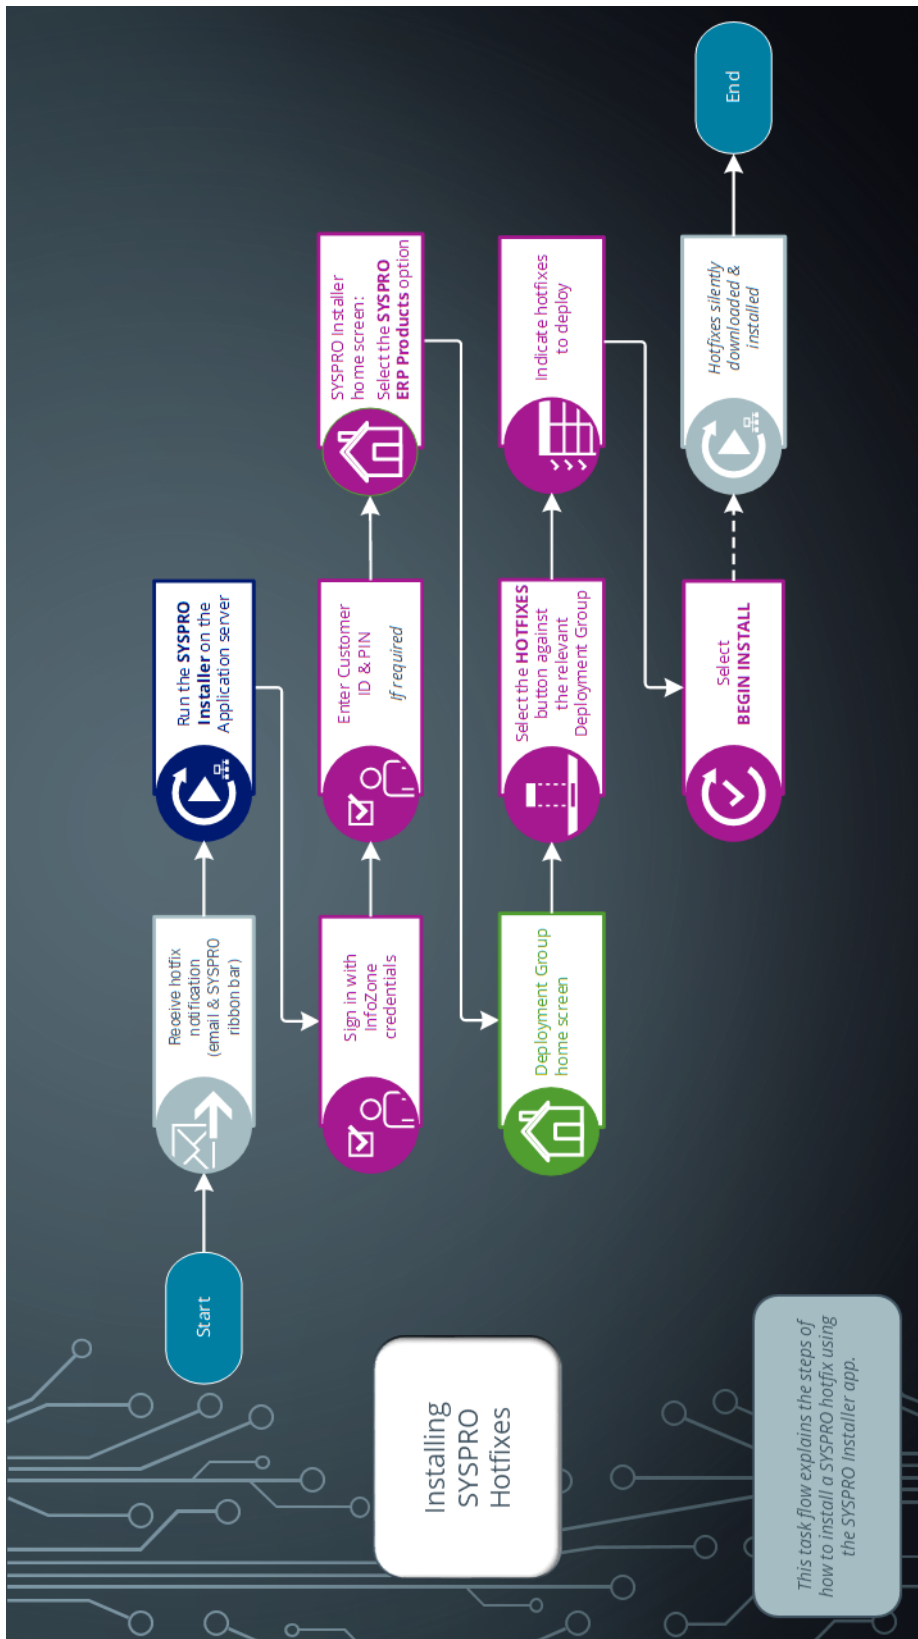 Installing
SYSPRO
Hotfixes
This task flow explains the steps of
how to install a SYSPRO hotfix using
the SYSPRO Installer app.
Start
Receive hotfix
notification
(email & SYSPRO
ribbon bar)
Run the SYSPRO
Installer on the
Application server
Sign in with
InfoZone
credentials
Enter Customer
ID & PIN
If required
SYSPRO Installer
home screen:
Select the SYSPRO
ERP Products option
Deployment Group
home screen
Select the HOTFIXES
button against
the relevant
Deployment Group
Indicate hotfixes
to deploy
Select
BEGIN INSTALL
Hotfixes silently
downloaded &
installed
End